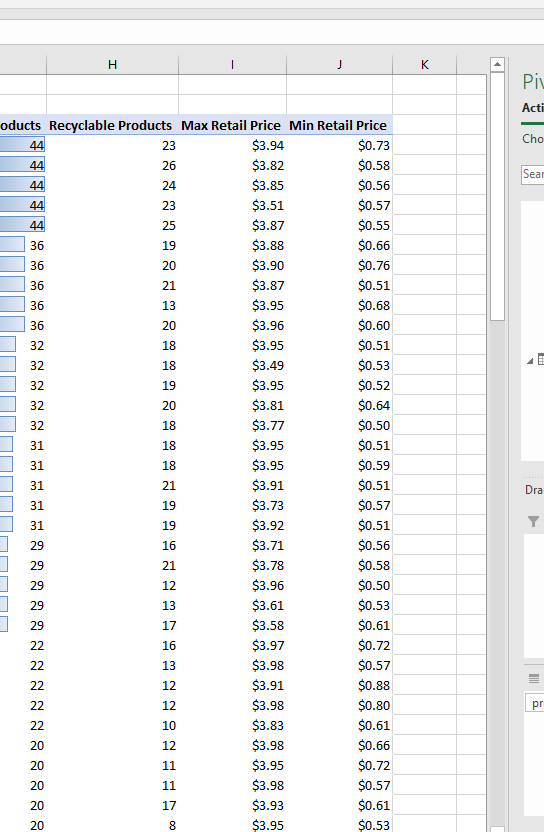 H I J K
Piv
oducts Recyclable Products Max Retail Price Min Retail Price
Acti
44 23 $3.94 $0.73
Cho
44 26 $3.82 $0.58
44 24 $3.85 $0.56
Sear
44 23 $3.51 $0.57
44 25 $3.87 $0.55
36 19 $3.88 $0.66
36 20 $3.90 $0.76
36 21 $3.87 $0.51
36 13 $3.95 $0.68
36 20 $3.96 $0.60
32 18 $3.95 $0.51
32 18 $3.49 $0.53
32 19 $3.95 $0.52
32 20 $3.81 $0.64
32 18 $3.77 $0.50
31 18 $3.95 $0.51
31 18 $3.95 $0.59
31 21 $3.91 $0.51
Dra
31 19 $3.73 $0.57
31 19 $3.92 $0.51
29 16 $3.71 $0.56
29 21 $3.78 $0.58
29 12 $3.96 $0.50
29 13 $3.61 $0.53
29 17 $3.58 $0.61
22 16 $3.97 $0.72
22 13 $3.98 $0.57
22 12 $3.91 $0.88
22 12 $3.98 $0.80
pr
22 10 $3.83 $0.61
20 12 $3.98 $0.66
20 11 $3.95 $0.72
20 11 $3.98 $0.57
20 17 $3.93 $0.61
20 8 $3.95 $0.53